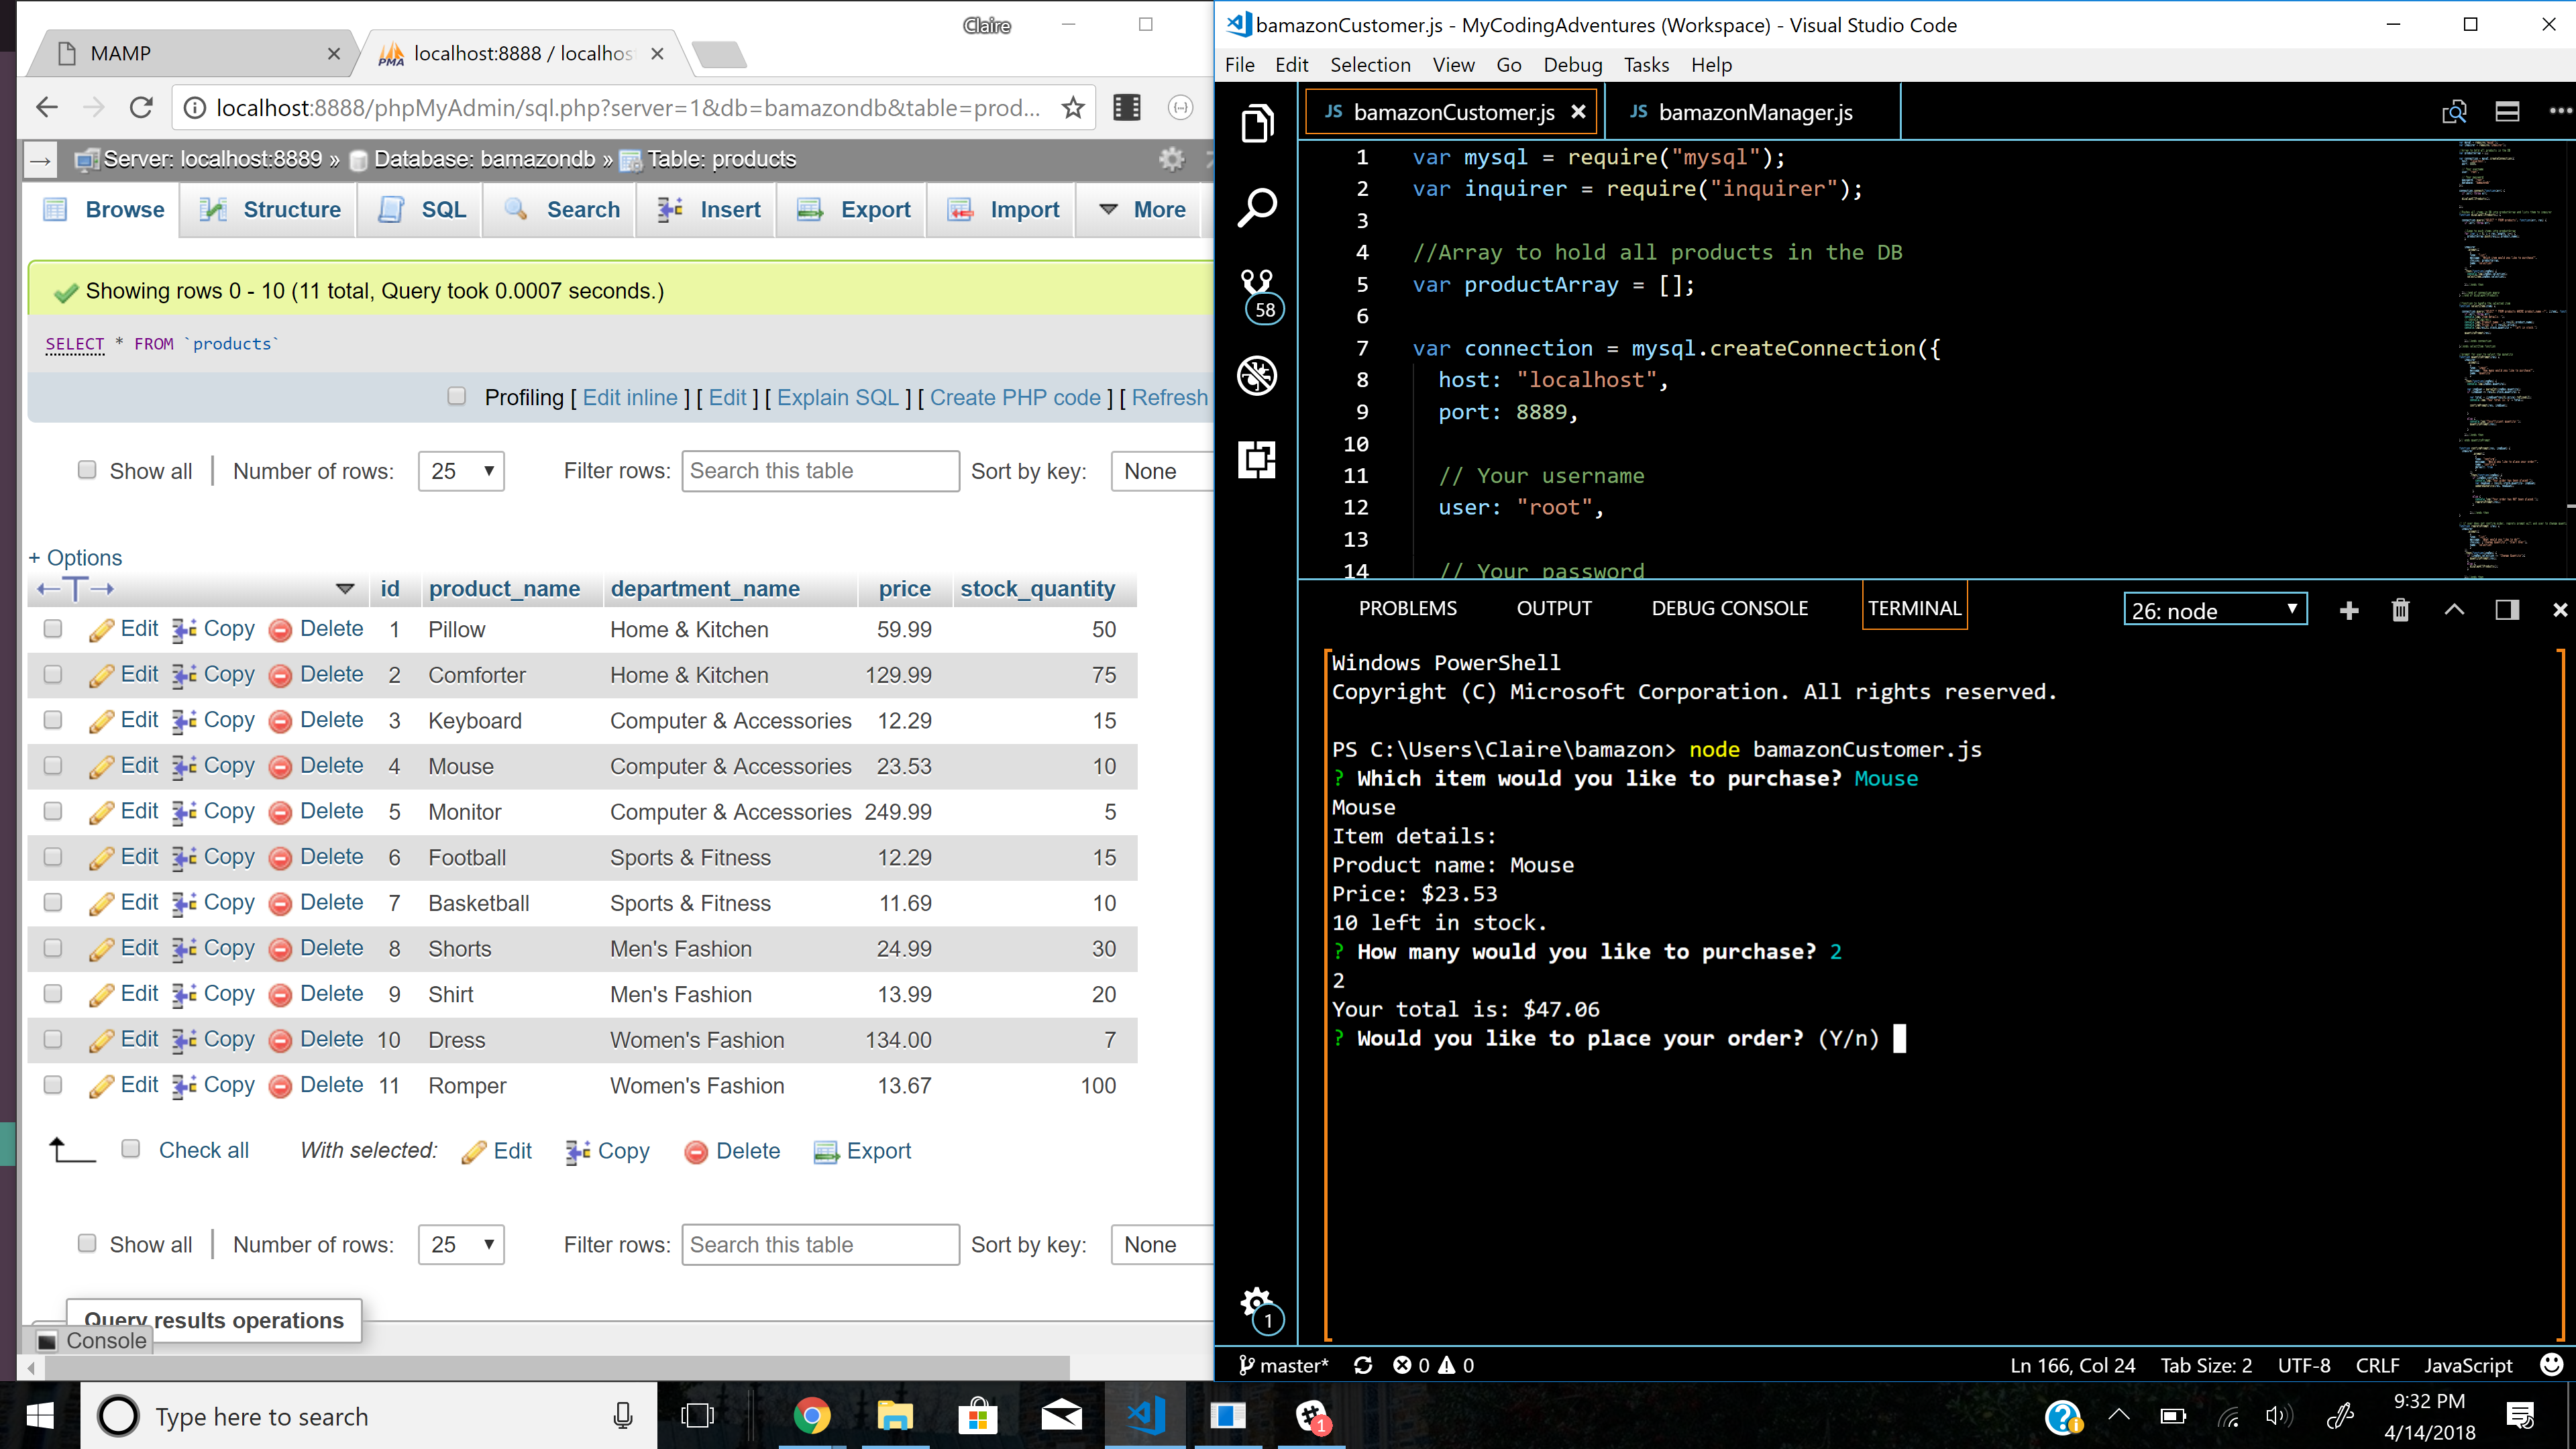 Claire
MAMP
localhost:8888 / localhos
localhost:8888/phpMyAdmin/sql.php?server=1&db=bamazondb&table=prod...
Server: localhost:8889 » Database: bamazondb » Table: products
Browse Structure SQL Search Insert Export Import More
Showing rows 0 - 10 (11 total, Query took 0.0007 seconds.)
SELECT * FROM `products`
Profiling [ Edit inline ] [ Edit ] [ Explain SQL ] [ Create PHP code ] [ Refresh
Show all | Number of rows: 25 Filter rows: Search this table Sort by key: None
+ Options
id product_name department_name price stock_quantity
Edit Copy Delete 1 Pillow Home & Kitchen 59.99 50
Edit Copy Delete 2 Comforter Home & Kitchen 129.99 75
Edit Copy Delete 3 Keyboard Computer & Accessories 12.29 15
Edit Copy Delete 4 Mouse Computer & Accessories 23.53 10
Edit Copy Delete 5 Monitor Computer & Accessories 249.99 5
Edit Copy Delete 6 Football Sports & Fitness 12.29 15
Edit Copy Delete 7 Basketball Sports & Fitness 11.69 10
Edit Copy Delete 8 Shorts Men's Fashion 24.99 30
Edit Copy Delete 9 Shirt Men's Fashion 13.99 20
Edit Copy Delete 10 Dress Women's Fashion 134.00 7
Edit Copy Delete 11 Romper Women's Fashion 13.67 100
Check all With selected: Edit Copy Delete Export
Show all | Number of rows: 25 Filter rows: Search this table Sort by key: None
Query results operations
Console
bamazonCustomer.js - MyCodingAdventures (Workspace) - Visual Studio Code
File Edit Selection View Go Debug Tasks Help
JS bamazonCustomer.js JS bamazonManager.js
58
1 var mysql = require("mysql");
2 var inquirer = require("inquirer");
3
4 //Array to hold all products in the DB
5 var productArray = [];
6
7 var connection = mysql.createConnection({
8 host: "localhost",
9 port: 8889,
10
11 // Your username
12 user: "root",
13
14 // Your password
PROBLEMS OUTPUT DEBUG CONSOLE TERMINAL 26: node
Windows PowerShell
Copyright (C) Microsoft Corporation. All rights reserved.
PS C:\Users\Claire\bamazon> node bamazonCustomer.js
? Which item would you like to purchase? Mouse
Mouse
Item details:
Product name: Mouse
Price: $23.53
10 left in stock.
? How many would you like to purchase? 2
2
Your total is: $47.06
? Would you like to place your order? (Y/n)
1
master* 0 0 Ln 166, Col 24 Tab Size: 2 UTF-8 CRLF JavaScript
Type here to search
1
9:32 PM
4/14/2018